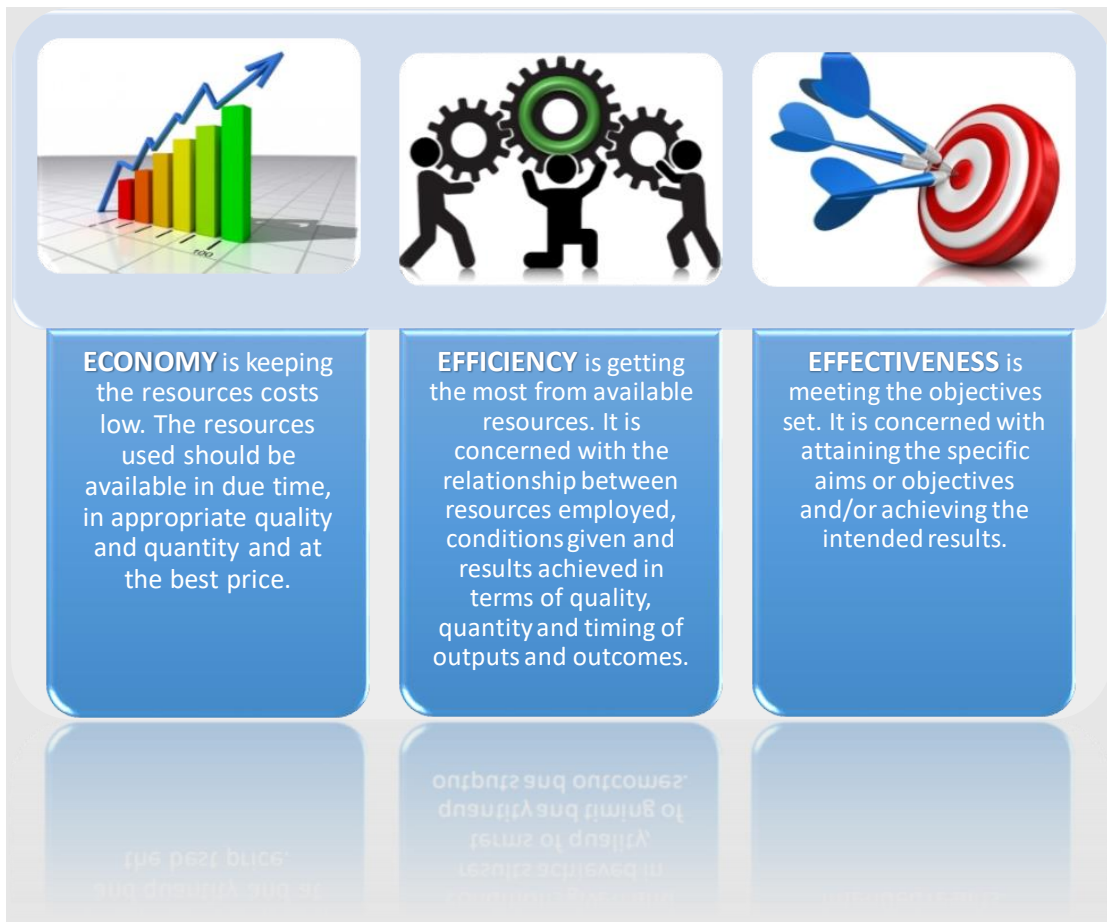 100
ECONOMY is keeping
the resources costs
low. The resources
used should be
available in due time,
in appropriate quality
and quantity and at
the best price.
EFFICIENCY is getting
the most from available
resources. It is
concerned with the
relationship between
resources employed,
conditions given and
results achieved in
terms of quality,
quantity and timing of
outputs and outcomes.
EFFECTIVENESS is
meeting the objectives
set. It is concerned with
attaining the specific
aims or objectives
and/or achieving the
intended results.